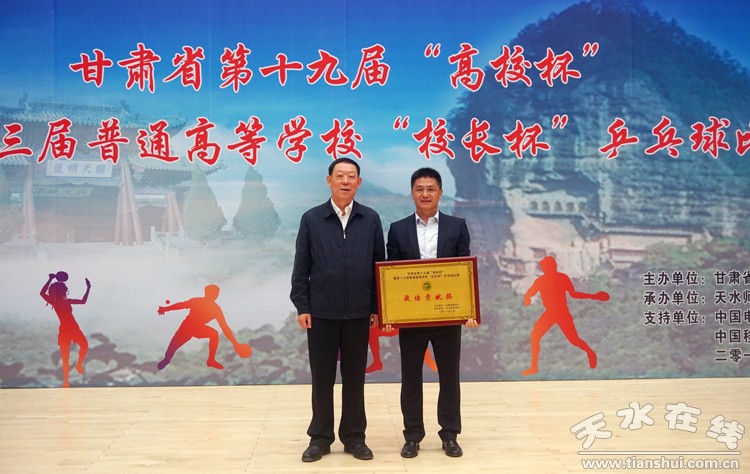 甘肃省第十九届“高校杯”
三届普通高等学校“校长杯”乒乓球比
主办单位：甘肃省
承办单位：天水师
支持单位：中国电
中国移
二零一
最佳贡献奖
天水在线
www.tianshui.com.cn